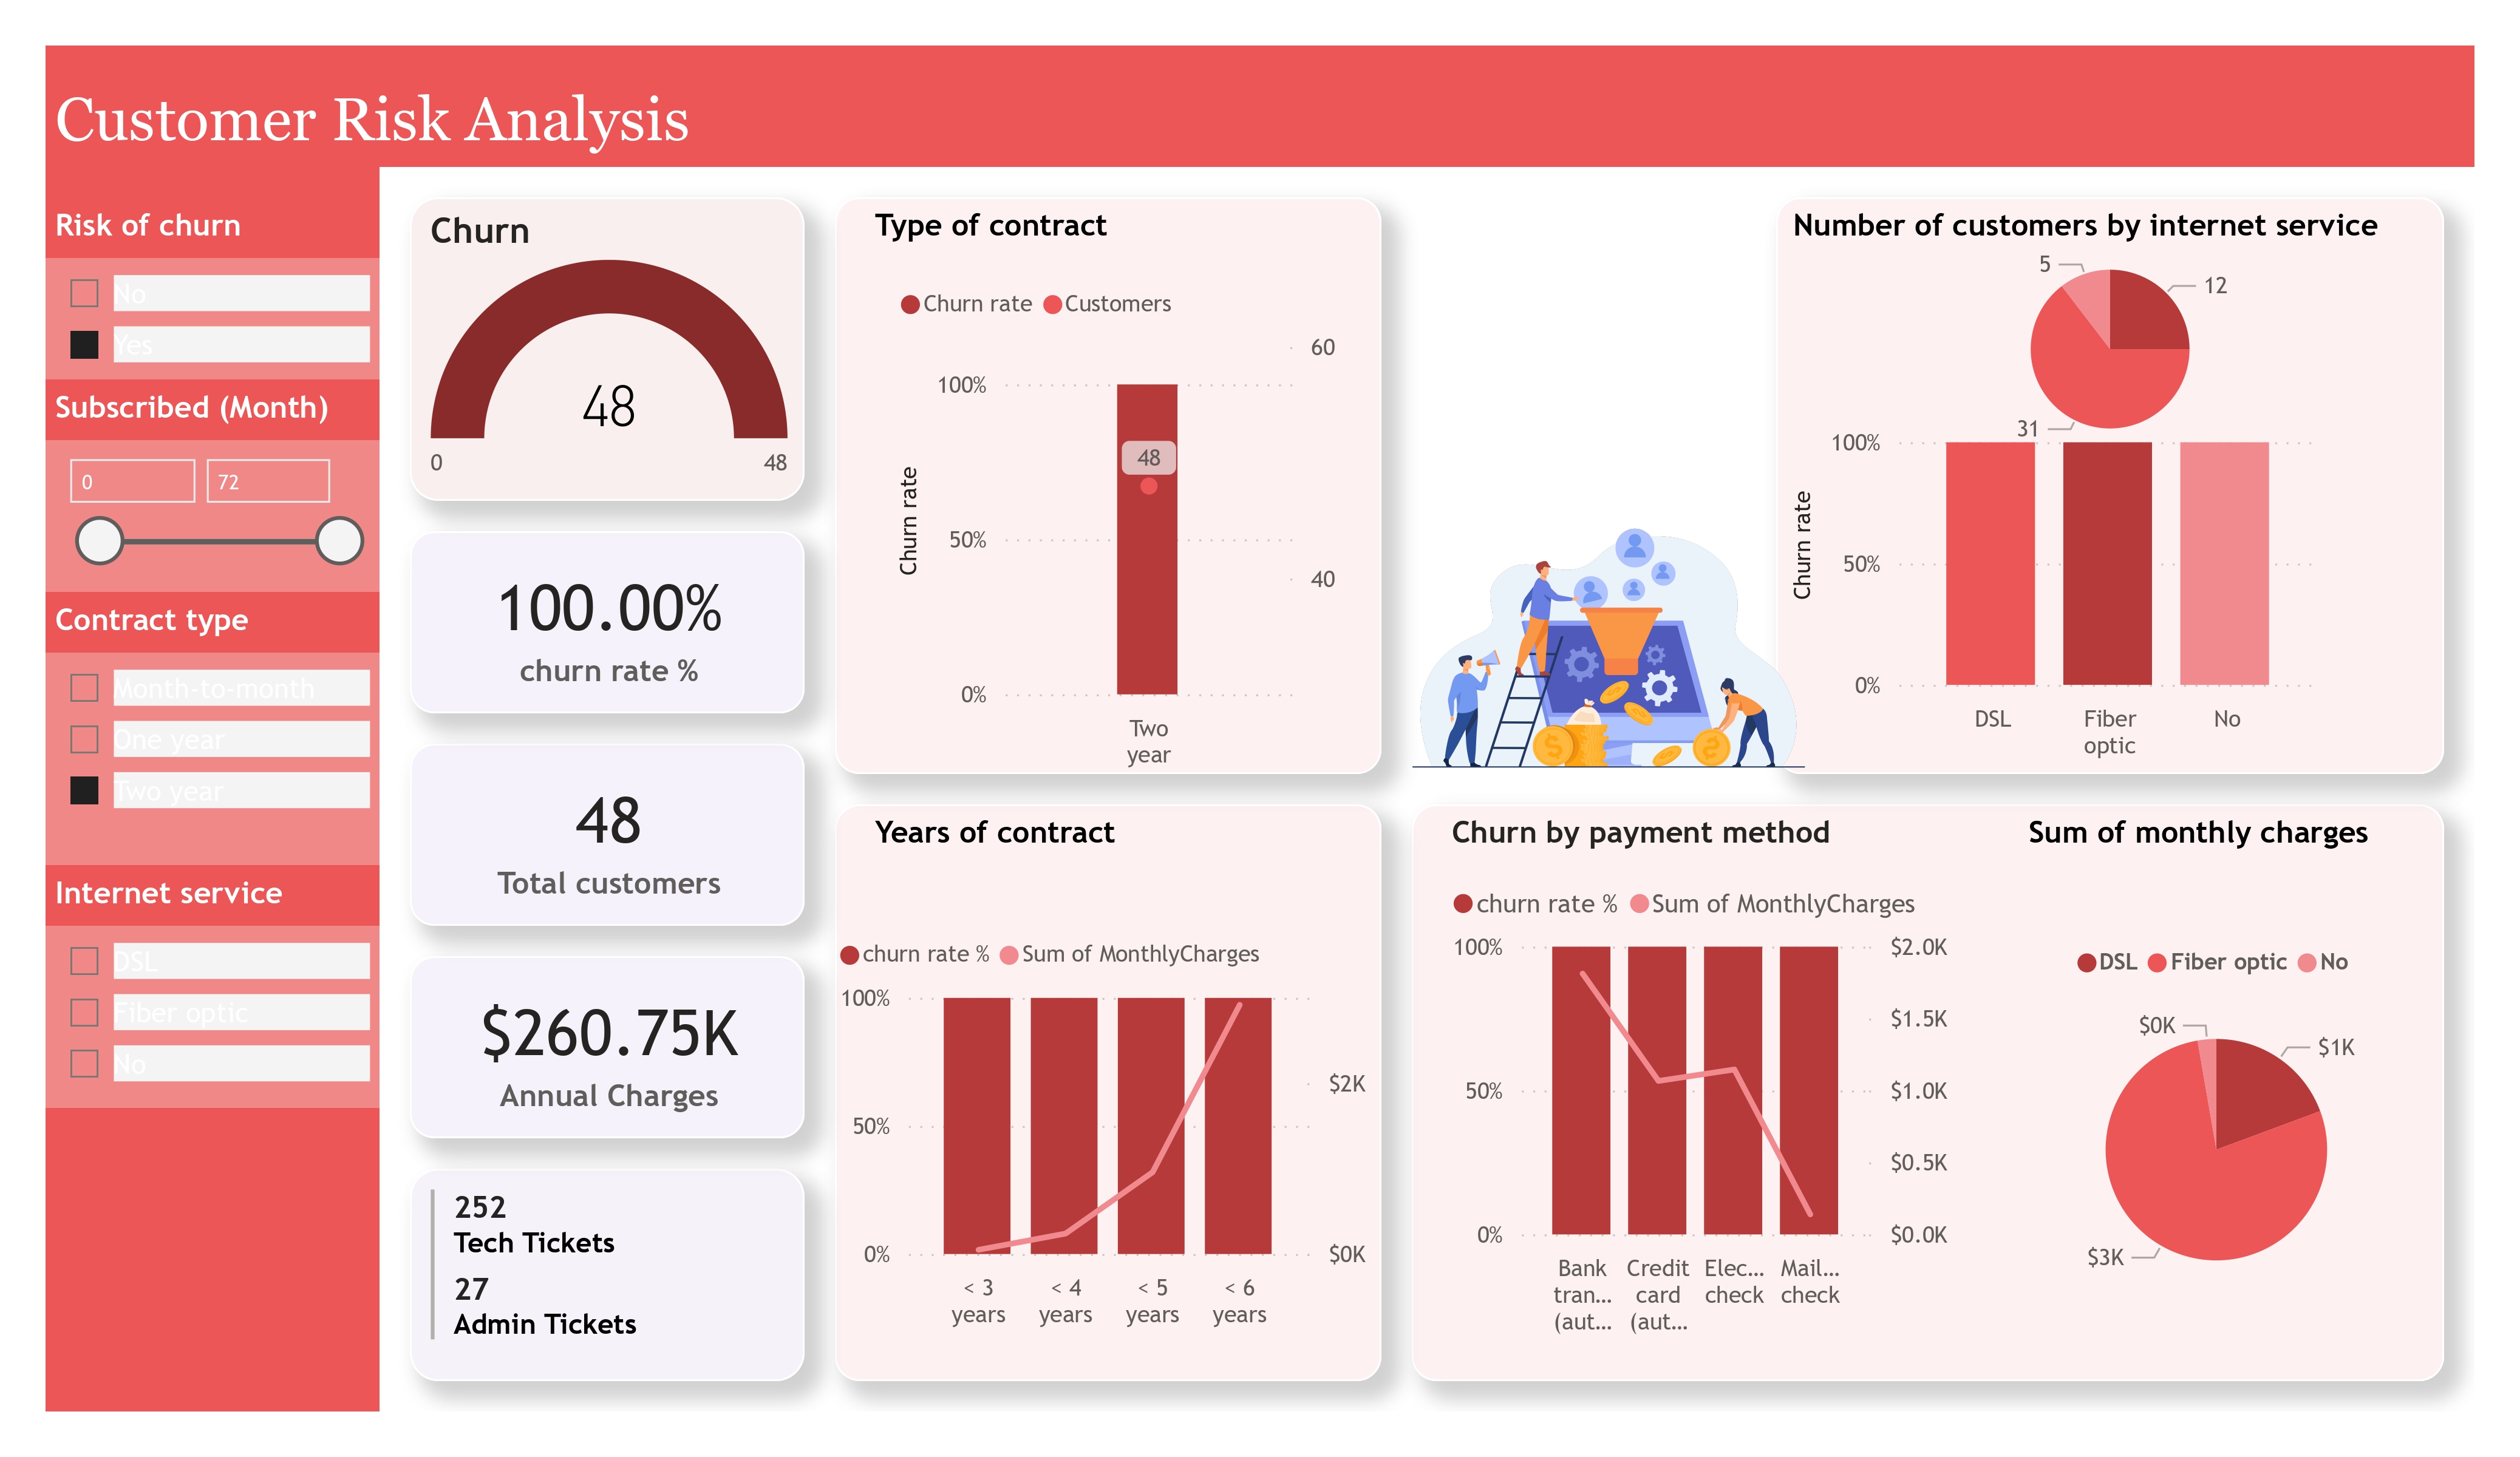 Customer Risk Analysis
Risk of churn
No
Yes
Subscribed (Month)
0
72
Contract type
Month-to-month
One year
Two year
Internet service
DSL
Fiber optic
No
Churn
48
0
48
100.00%
churn rate %
48
Total customers
$260.75K
Annual Charges
252
Tech Tickets
27
Admin Tickets
Type of contract
Churn rate
Customers
60
100%
48
50%
40
0%
Churn rate
Two
year
Number of customers by internet service
5
12
31
100%
50%
0%
Churn rate
DSL
Fiber
optic
No
Years of contract
churn rate %
Sum of MonthlyCharges
100%
$2K
50%
0%
$0K
< 3
years
< 4
years
< 5
years
< 6
years
Churn by payment method
churn rate %
Sum of MonthlyCharges
100%
$2.0K
$1.5K
50%
$1.0K
$0.5K
0%
$0.0K
Bank
tran...
(aut...
Credit
card
(aut...
Elec...
check
Mail...
check
Sum of monthly charges
DSL
Fiber optic
No
$0K
$1K
$3K